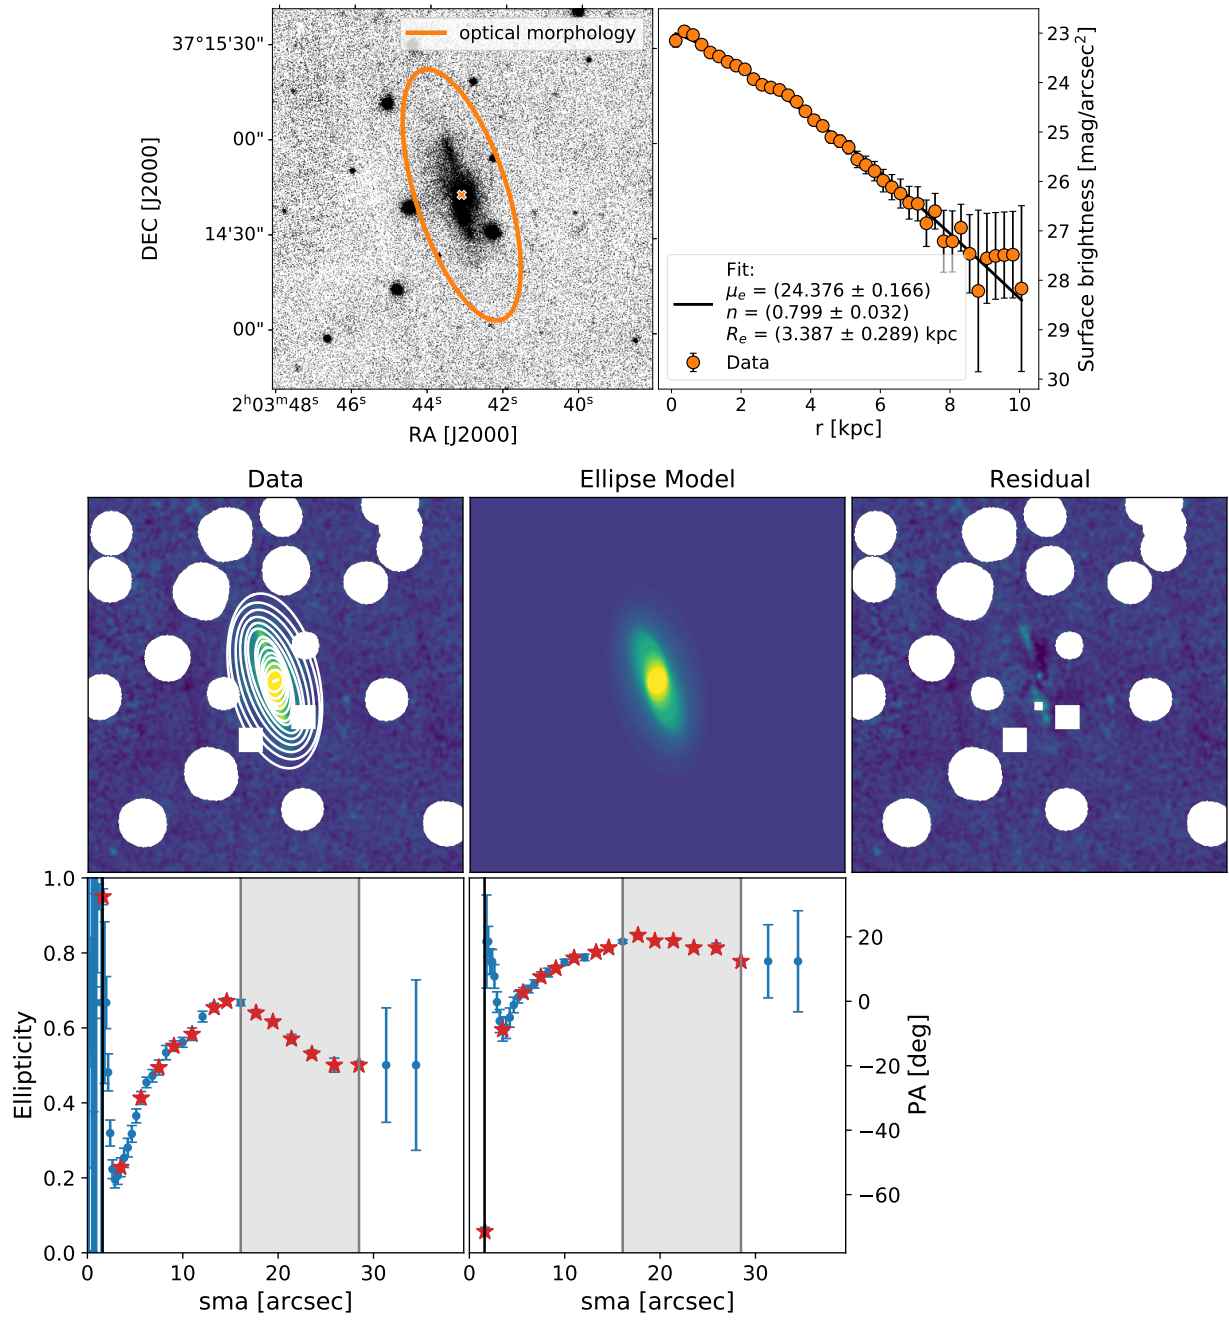 optical morphology
37°15'30"
00"
14'30"
00"
DEC [J2000]
2ʰ03ᵐ48ˢ 46ˢ 44ˢ 42ˢ 40ˢ
RA [J2000]
23
24
25
26
27
28
29
30
Surface brightness [mag/arcsec²]
Fit:
μₑ = (24.376 ± 0.166)
n = (0.799 ± 0.032)
Rₑ = (3.387 ± 0.289) kpc
Data
0 2 4 6 8 10
r [kpc]
Data
Ellipse Model
Residual
1.0
0.8
0.6
0.4
0.2
0.0
Ellipticity
0 10 20 30
sma [arcsec]
20
0
−20
−40
−60
PA [deg]
0 10 20 30
sma [arcsec]